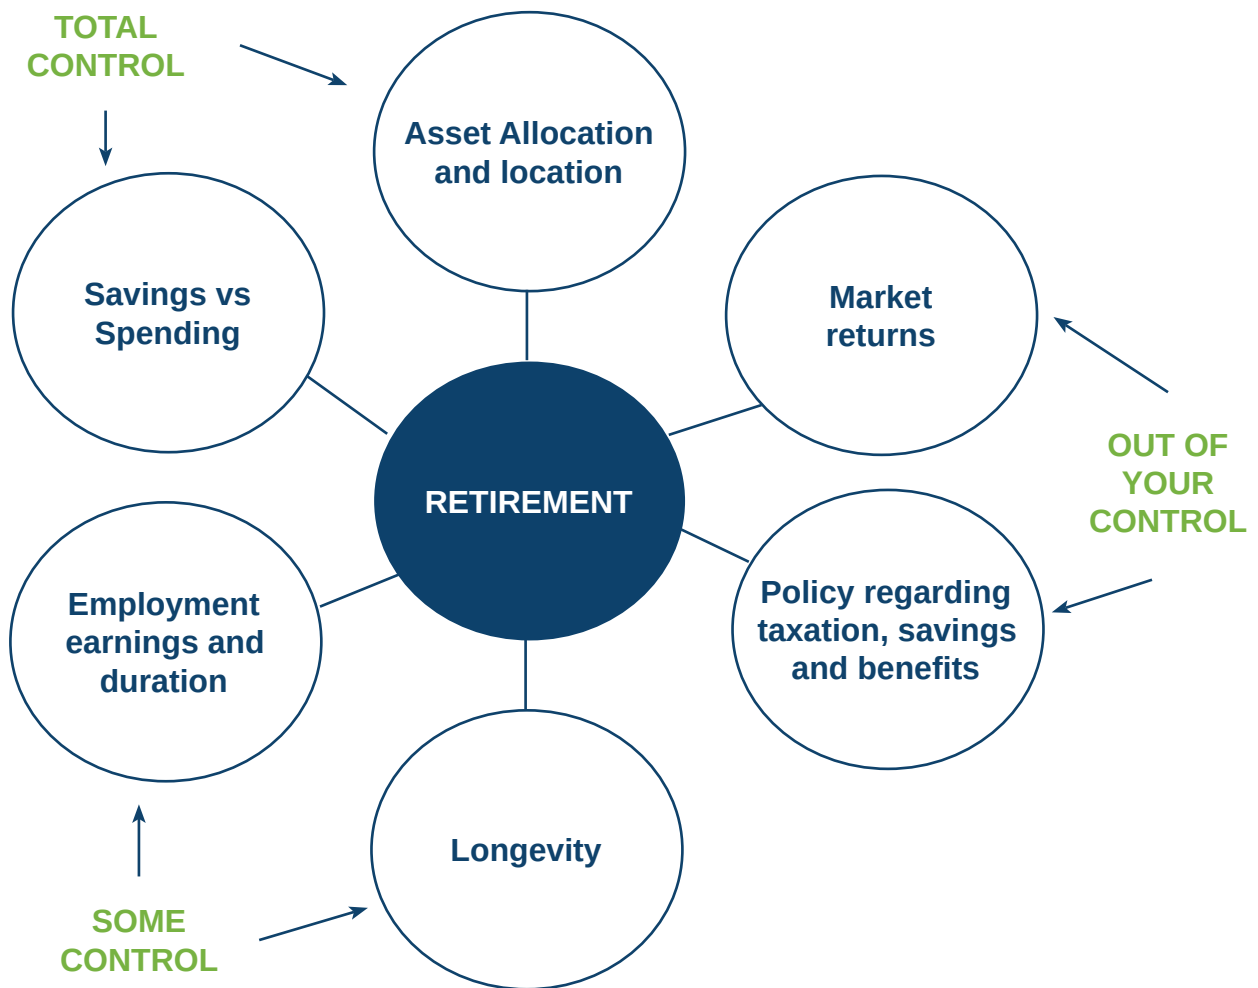 TOTAL
CONTROL
Asset Allocation
and location
Savings vs
Spending
Market
returns
OUT OF
YOUR
CONTROL
RETIREMENT
Employment
earnings and
duration
Policy regarding
taxation, savings
and benefits
Longevity
SOME
CONTROL